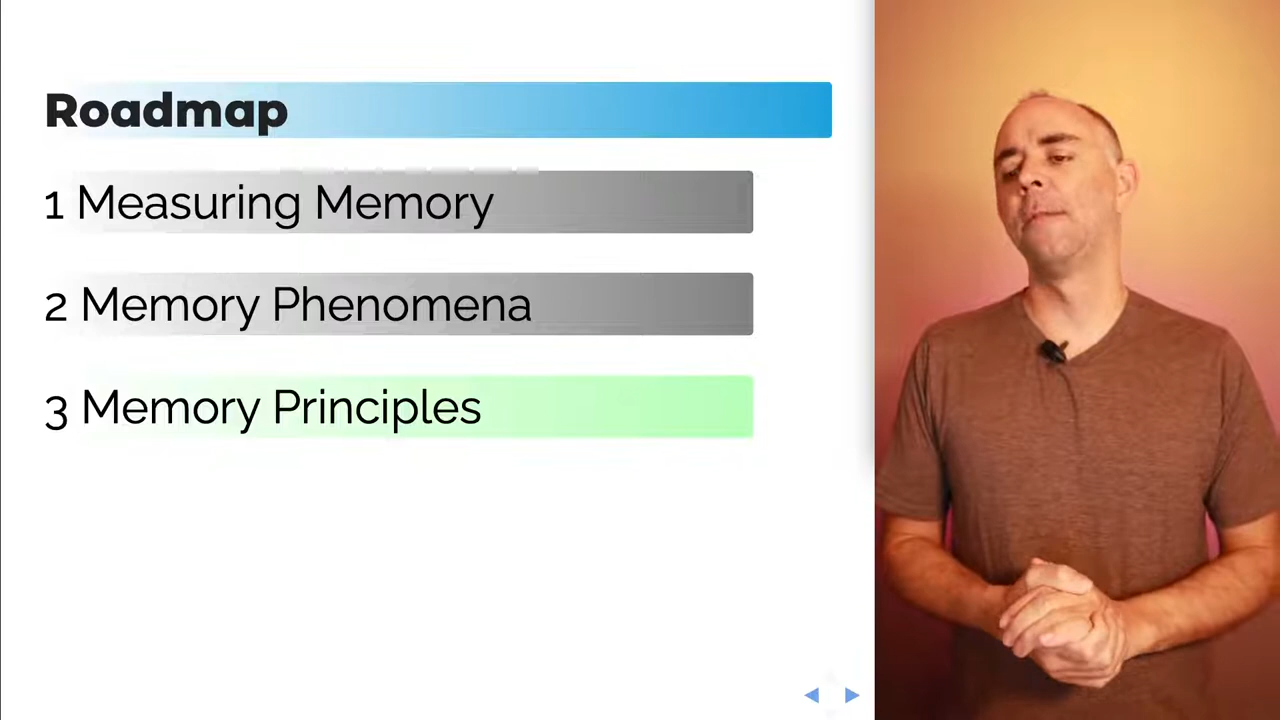 Roadmap
1 Measuring Memory
2 Memory Phenomena
3 Memory Principles